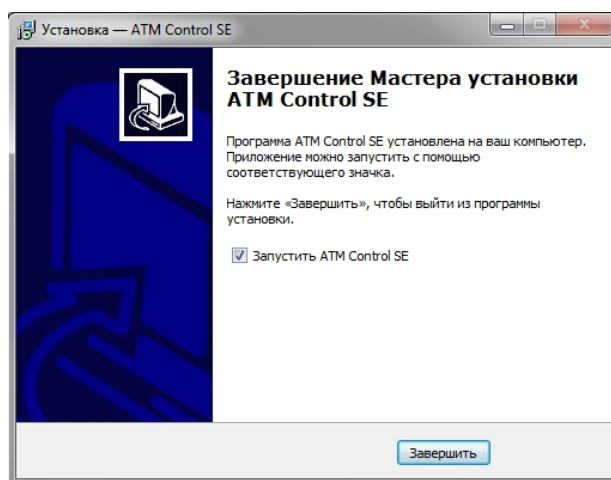 Установка — ATM Control SE
Завершение Мастера установки
ATM Control SE
Программа ATM Control SE установлена на ваш компьютер.
Приложение можно запустить с помощью
соответствующего значка.
Нажмите «Завершить», чтобы выйти из программы
установки.
Запустить ATM Control SE
Завершить